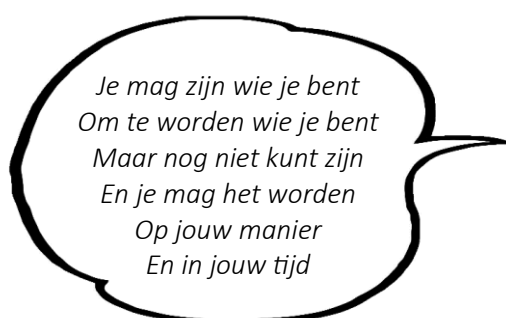 Je mag zijn wie je bent
Om te worden wie je bent
Maar nog niet kunt zijn
En je mag het worden
Op jouw manier
En in jouw tijd